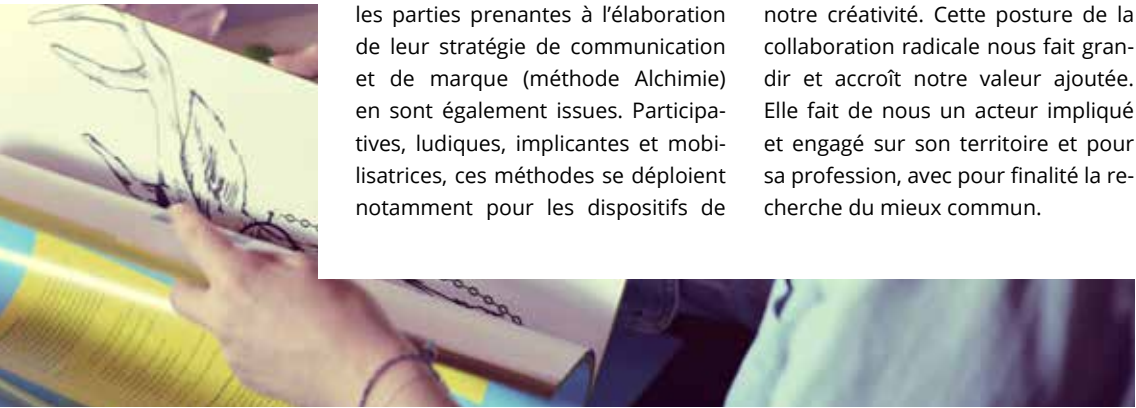 les parties prenantes à l’élaboration
de leur stratégie de communication
et de marque (méthode Alchimie)
en sont également issues. Participa-
tives, ludiques, implicantes et mobi-
lisatrices, ces méthodes se déploient
notamment pour les dispositifs de
notre créativité. Cette posture de la
collaboration radicale nous fait gran-
dir et accroît notre valeur ajoutée.
Elle fait de nous un acteur impliqué
et engagé sur son territoire et pour
sa profession, avec pour finalité la re-
cherche du mieux commun.